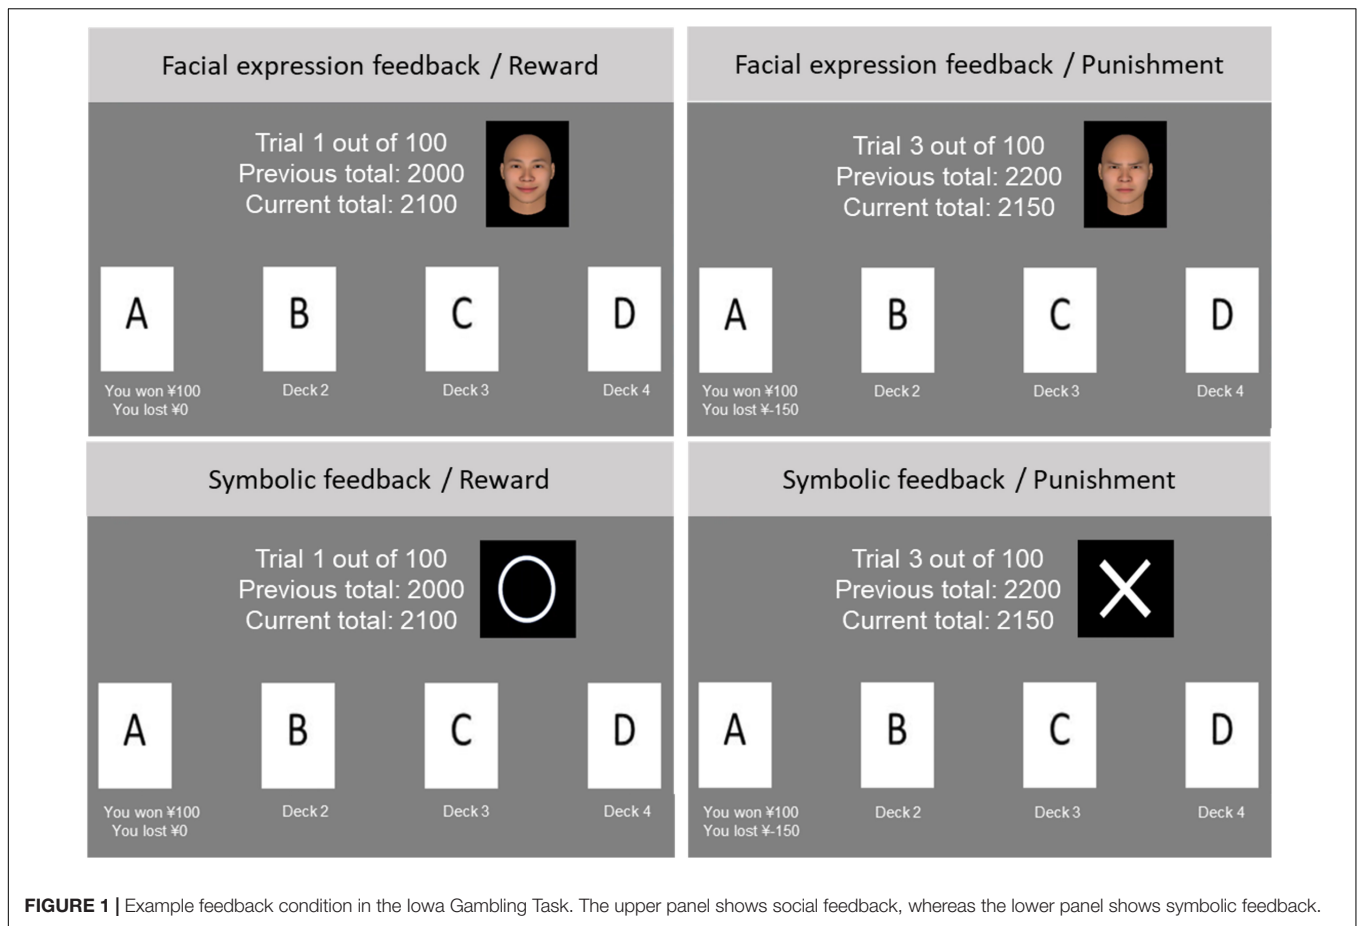 Facial expression feedback / Reward
Trial 1 out of 100
Previous total: 2000
Current total: 2100
A
B
C
D
You won ¥100
You lost ¥0
Deck 2
Deck 3
Deck 4
Facial expression feedback / Punishment
Trial 3 out of 100
Previous total: 2200
Current total: 2150
A
B
C
D
You won ¥100
You lost ¥-150
Deck 2
Deck 3
Deck 4
Symbolic feedback / Reward
Trial 1 out of 100
Previous total: 2000
Current total: 2100
A
B
C
D
You won ¥100
You lost ¥0
Deck 2
Deck 3
Deck 4
Symbolic feedback / Punishment
Trial 3 out of 100
Previous total: 2200
Current total: 2150
A
B
C
D
You won ¥100
You lost ¥-150
Deck 2
Deck 3
Deck 4
FIGURE 1 | Example feedback condition in the Iowa Gambling Task. The upper panel shows social feedback, whereas the lower panel shows symbolic feedback.